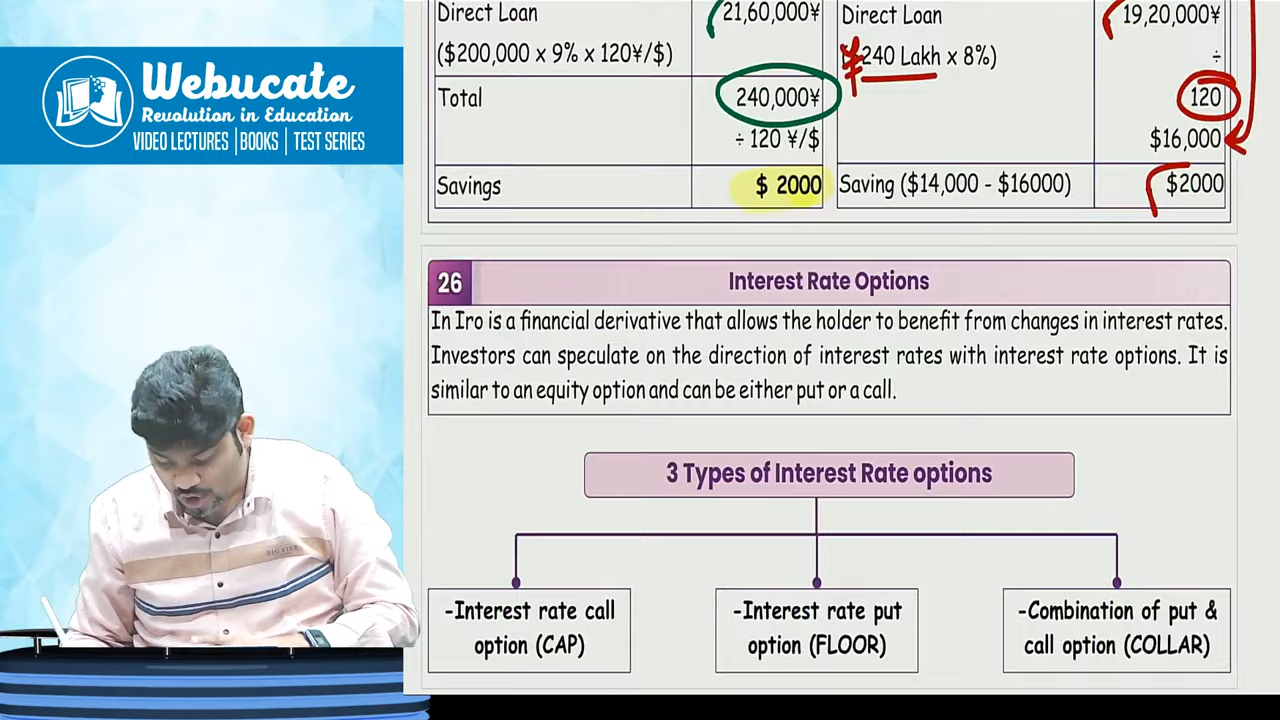 Webucate
Revolution in Education
VIDEO LECTURES | BOOKS | TEST SERIES
Direct Loan
($200,000 x 9% x 120¥/$)
21,60,000¥
Total
240,000¥
÷ 120 ¥/$
Savings
$ 2000
Direct Loan
¥240 Lakh x 8%)
19,20,000¥
÷
120
$16,000
Saving ($14,000 - $16000)
$2000
26
Interest Rate Options
In Iro is a financial derivative that allows the holder to benefit from changes in interest rates.
Investors can speculate on the direction of interest rates with interest rate options. It is
similar to an equity option and can be either put or a call.
3 Types of Interest Rate options
-Interest rate call
option (CAP)
-Interest rate put
option (FLOOR)
-Combination of put &
call option (COLLAR)
BIG FIVE